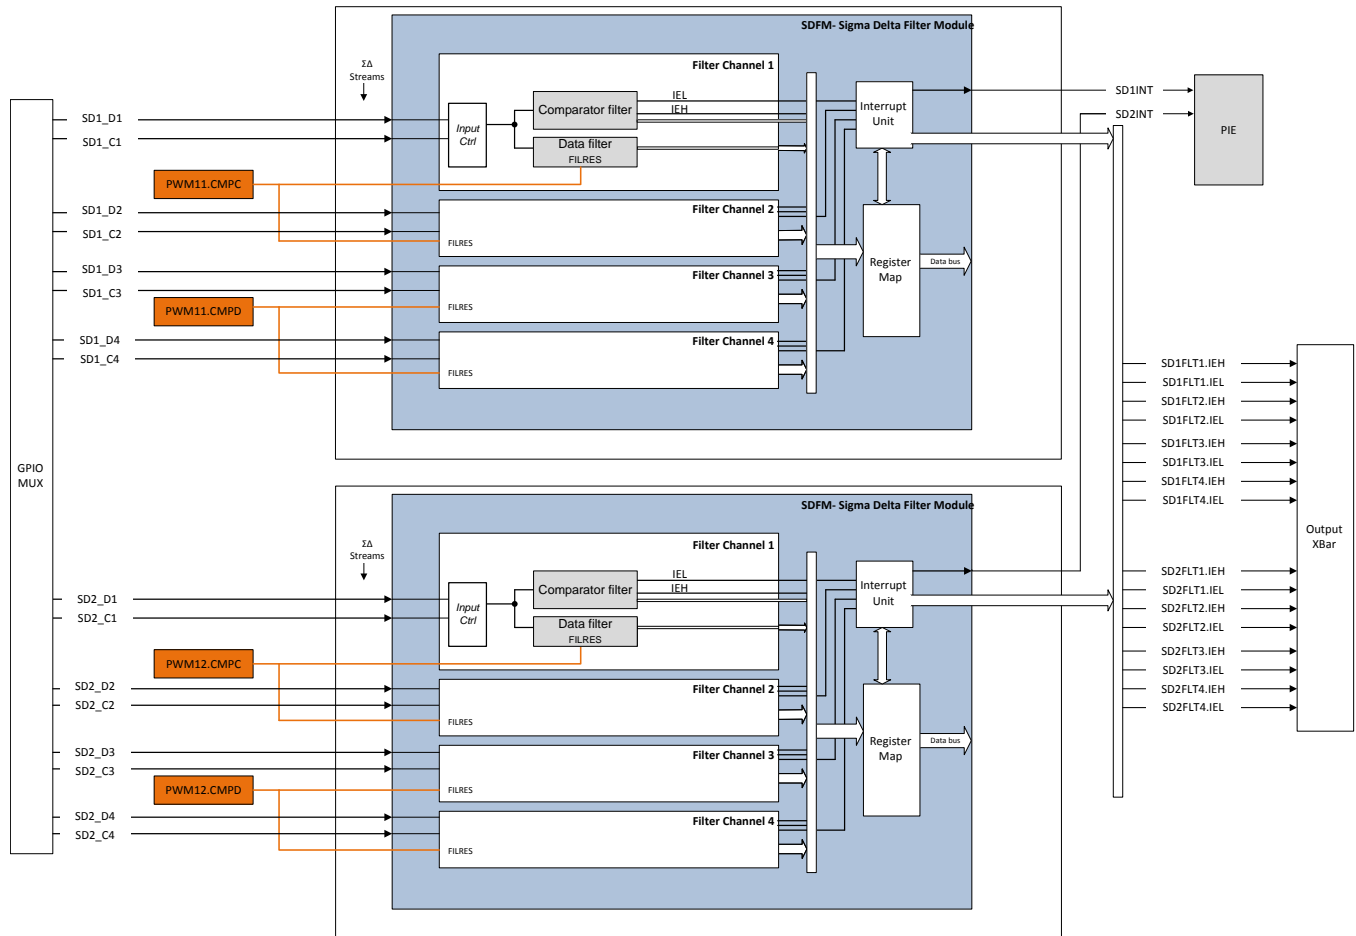 SDFM- Sigma Delta Filter Module
ΣΔ
Streams
Filter Channel 1
IEL
IEH
Comparator filter
Input
Ctrl
Data filter
FILRES
Interrupt
Unit
SD1_D1
SD1_C1
PWM11.CMPC
SD1_D2
SD1_C2
Filter Channel 2
FILRES
SD1_D3
SD1_C3
Filter Channel 3
FILRES
PWM11.CMPD
SD1_D4
SD1_C4
Filter Channel 4
FILRES
Register
Map
Data bus
SD1INT
SD2INT
PIE
GPIO
MUX
SD1FLT1.IEH
SD1FLT1.IEL
SD1FLT2.IEH
SD1FLT2.IEL
SD1FLT3.IEH
SD1FLT3.IEL
SD1FLT4.IEH
SD1FLT4.IEL
Output
XBar
SD2FLT1.IEH
SD2FLT1.IEL
SD2FLT2.IEH
SD2FLT2.IEL
SD2FLT3.IEH
SD2FLT3.IEL
SD2FLT4.IEH
SD2FLT4.IEL
SDFM- Sigma Delta Filter Module
ΣΔ
Streams
Filter Channel 1
IEL
IEH
Comparator filter
Input
Ctrl
Data filter
FILRES
Interrupt
Unit
SD2_D1
SD2_C1
PWM12.CMPC
SD2_D2
SD2_C2
Filter Channel 2
FILRES
SD2_D3
SD2_C3
Filter Channel 3
FILRES
PWM12.CMPD
SD2_D4
SD2_C4
Filter Channel 4
FILRES
Register
Map
Data bus